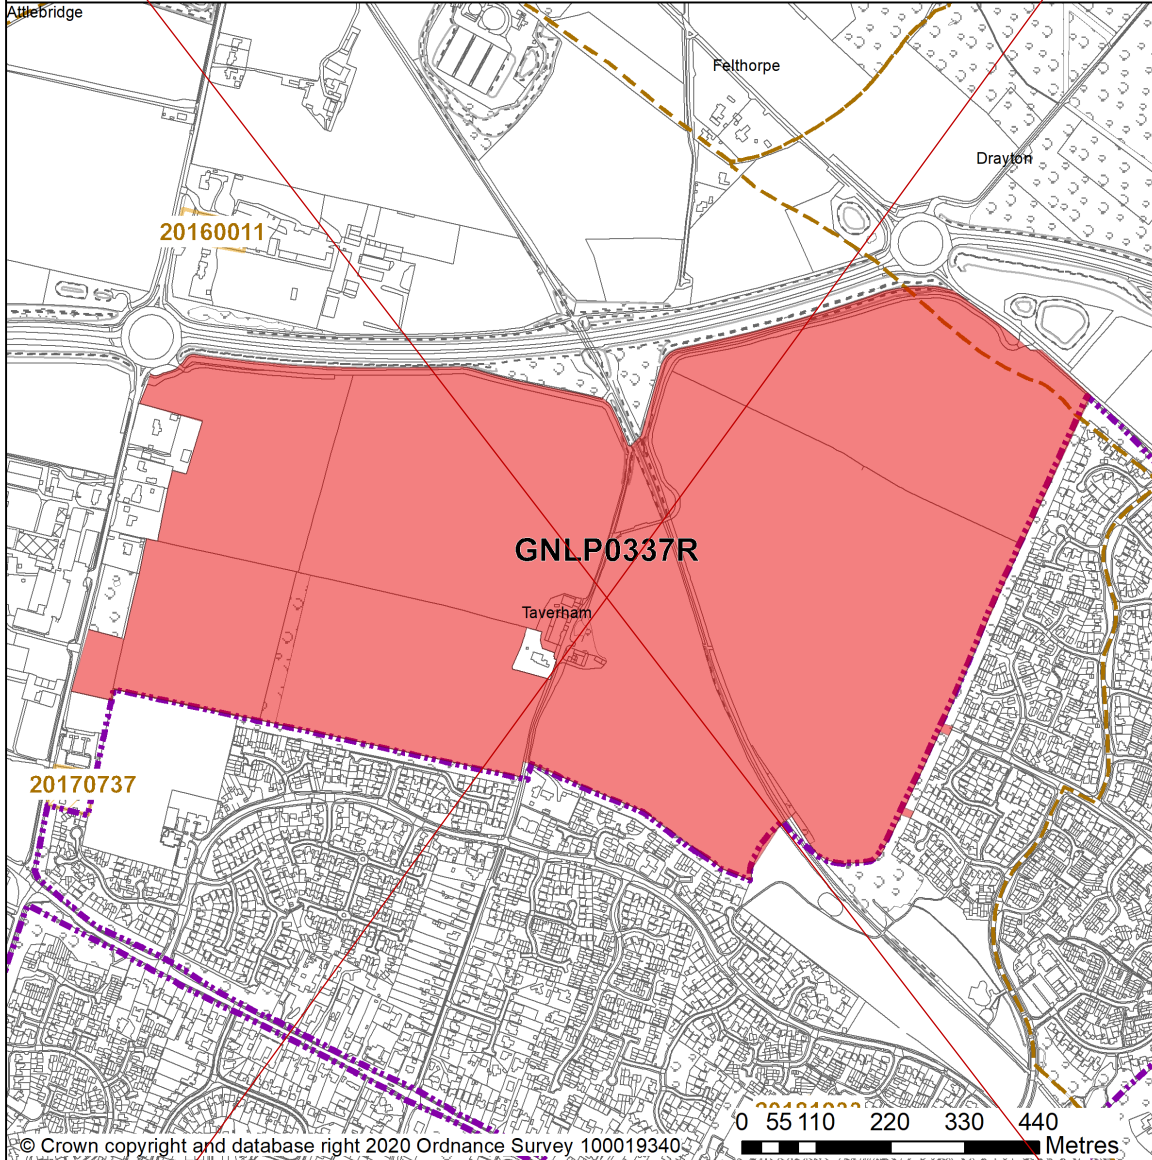 Attlebridge
Felthorpe
Drayton
20160011
GNLP0337R
Taverham
20170737
0 55 110 220 330 440
Metres
© Crown copyright and database right 2020 Ordnance Survey 100019340